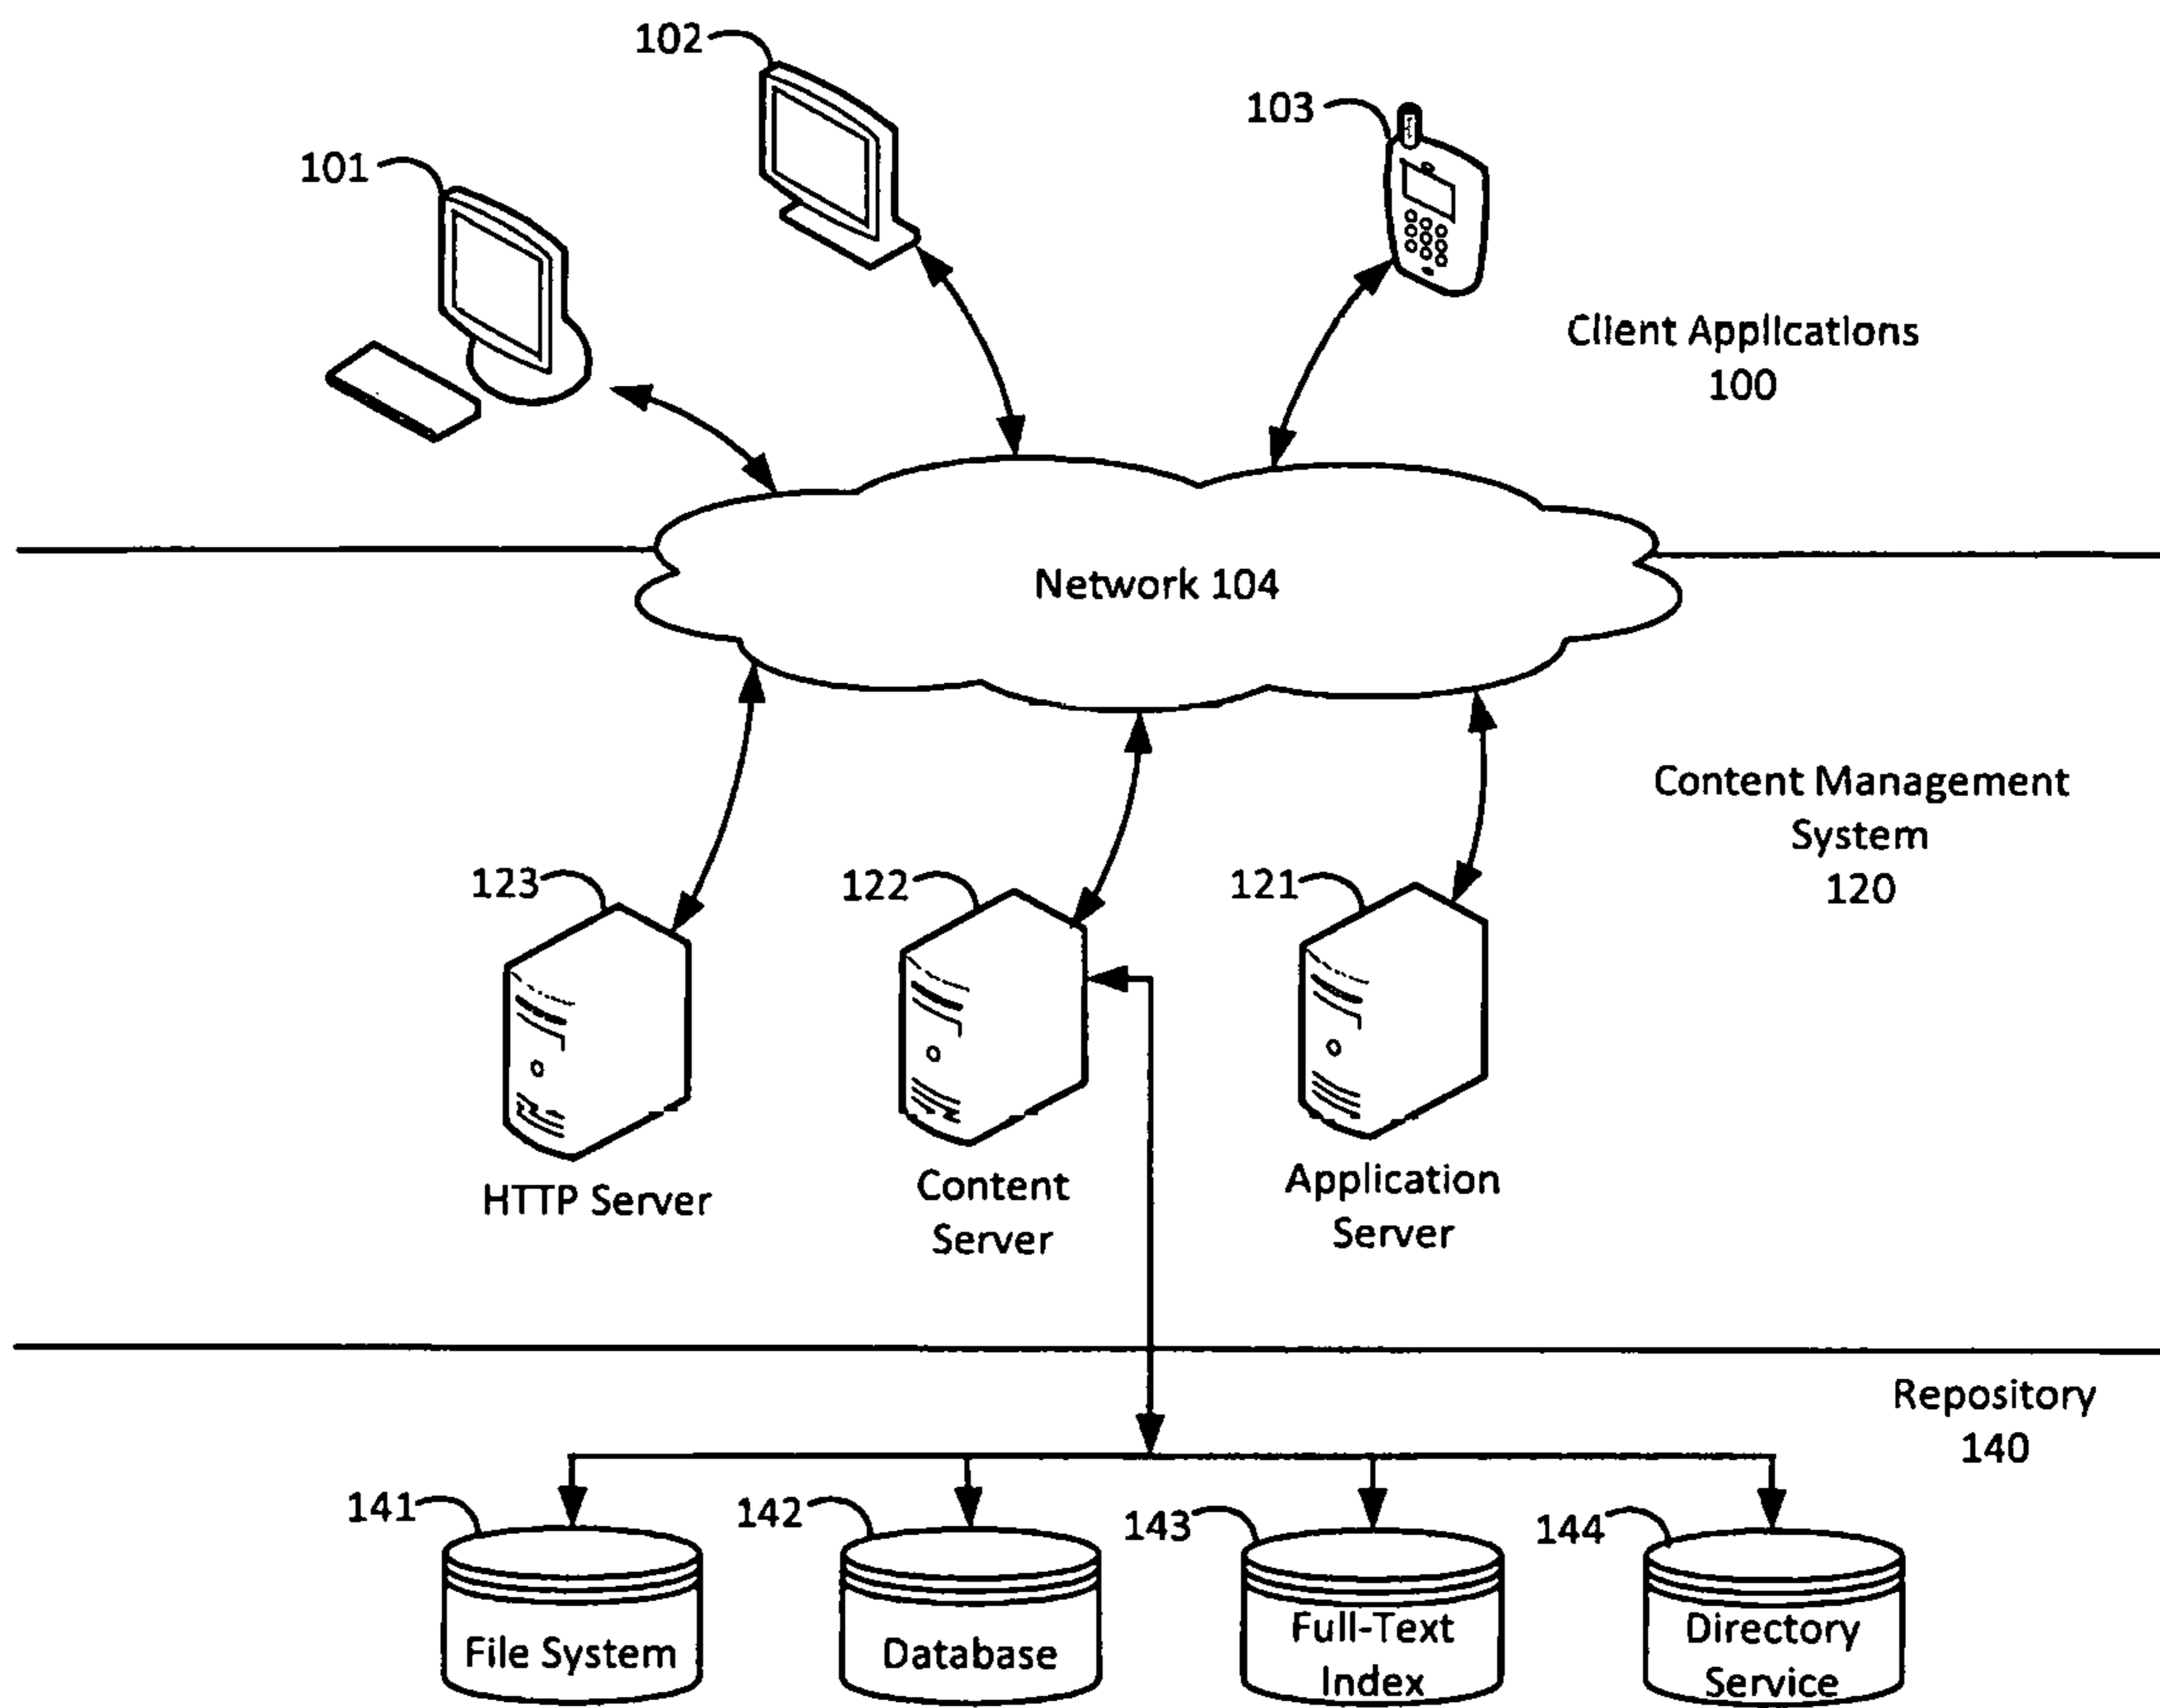 102
103
101
Client Applications
100
Network 104
Content Management
System
120
123
122
121
HTTP Server
Content
Server
Application
Server
Repository
140
141
142
143
144
File System
Database
Full-Text
Index
Directory
Service